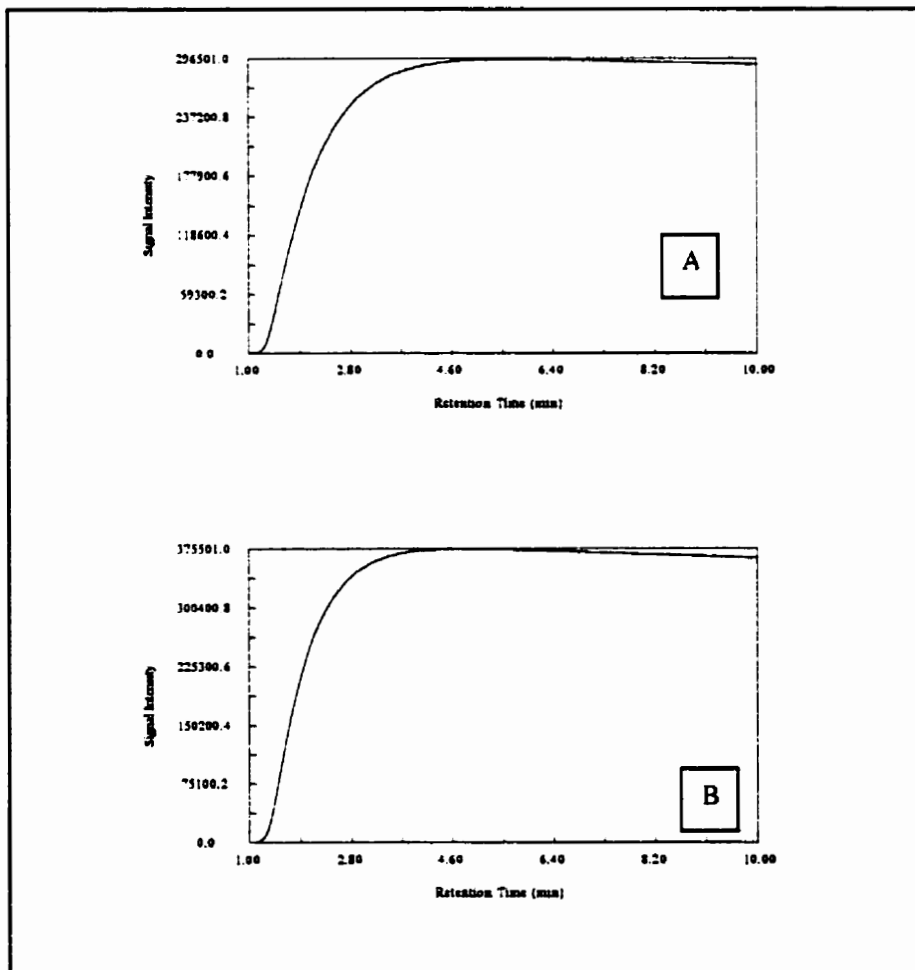 296501.0
237200.8
177900.6
118600.4
59300.2
0.0
Signal Intensity
A
1.00 2.80 4.60 6.40 8.20 10.00
Retention Time (min)
375501.0
300400.8
225300.6
150200.4
75100.2
0.0
Signal Intensity
B
1.00 2.80 4.60 6.40 8.20 10.00
Retention Time (min)